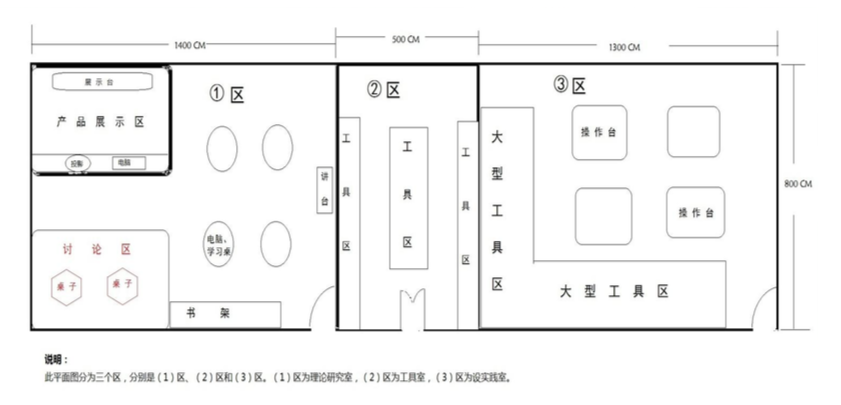 1400 CM
500 CM
1300 CM
800 CM
① 区
② 区
③ 区
展 示 台
产 品 展 示 区
投影
电脑
讨 论 区
桌 子
桌 子
电脑、
学习桌
讲台
书 架
工具区
工具区
工具区
大型工具区
大 型 工 具 区
操 作 台
操 作 台
说明：
此平面图分为三个区，分别是（1）区、（2）区和（3）区。（1）区为理论研究室，（2）区为工具室，（3）区为设实践室。